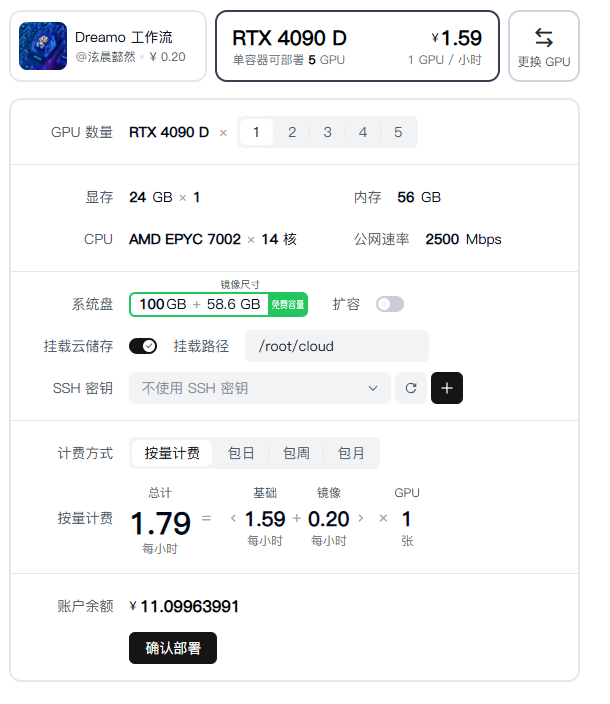 Dreamo 工作流
@泫晨懿然 ¥ 0.20
RTX 4090 D
¥1.59
单容器可部署 5 GPU
1 GPU / 小时
更换 GPU
GPU 数量 RTX 4090 D × 1 2 3 4 5
显存 24 GB × 1 内存 56 GB
CPU AMD EPYC 7002 × 14 核 公网速率 2500 Mbps
镜像尺寸
系统盘 100GB + 58.6 GB 免费容量 扩容
挂载云储存 挂载路径 /root/cloud
SSH 密钥 不使用 SSH 密钥
计费方式 按量计费 包日 包周 包月
总计 基础 镜像 GPU
按量计费 1.79 = ‹ 1.59 + 0.20 › × 1
每小时 每小时 每小时 张
账户余额 ¥ 11.09963991
确认部署